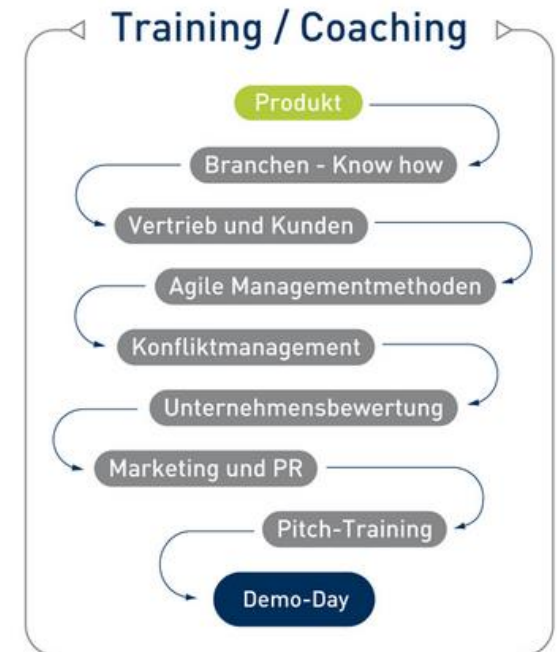 Training / Coaching
Produkt
Branchen - Know how
Vertrieb und Kunden
Agile Managementmethoden
Konfliktmanagement
Unternehmensbewertung
Marketing und PR
Pitch-Training
Demo-Day